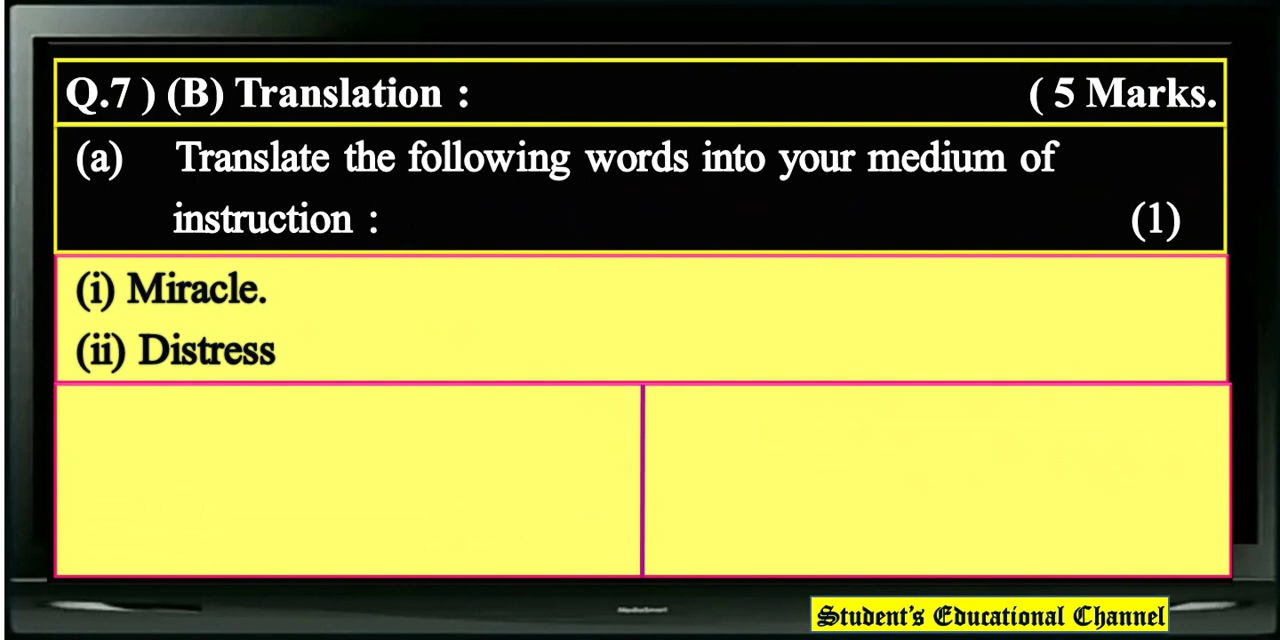 Q.7 ) (B) Translation : ( 5 Marks.
(a) Translate the following words into your medium of
instruction : (1)
(i) Miracle.
(ii) Distress
Student's Educational Channel